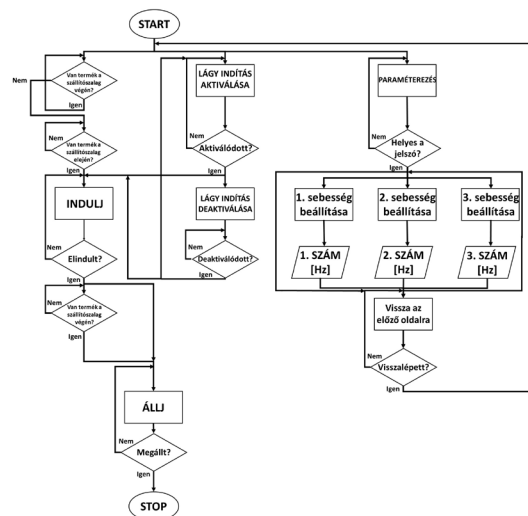 START
Nem
Van termék a
szállítószalag
végén?
Igen
Nem
Van termék a
szállítószalag
elején?
Igen
INDULJ
Nem
Elindult?
Igen
Nem
Van termék a
szállítószalag
végén?
Igen
LÁGY INDÍTÁS
AKTIVÁLÁSA
Nem
Aktiválódott?
Igen
LÁGY INDÍTÁS
DEAKTIVÁLÁSA
Nem
Deaktiválódott?
Igen
PARAMÉTEREZÉS
Nem
Helyes a
jelszó?
Igen
1. sebesség
beállítása
2. sebesség
beállítása
3. sebesség
beállítása
1. SZÁM
[Hz]
2. SZÁM
[Hz]
3. SZÁM
[Hz]
Vissza az
előző oldalra
Nem
Visszalépett?
Igen
ÁLLJ
Nem
Megállt?
Igen
STOP